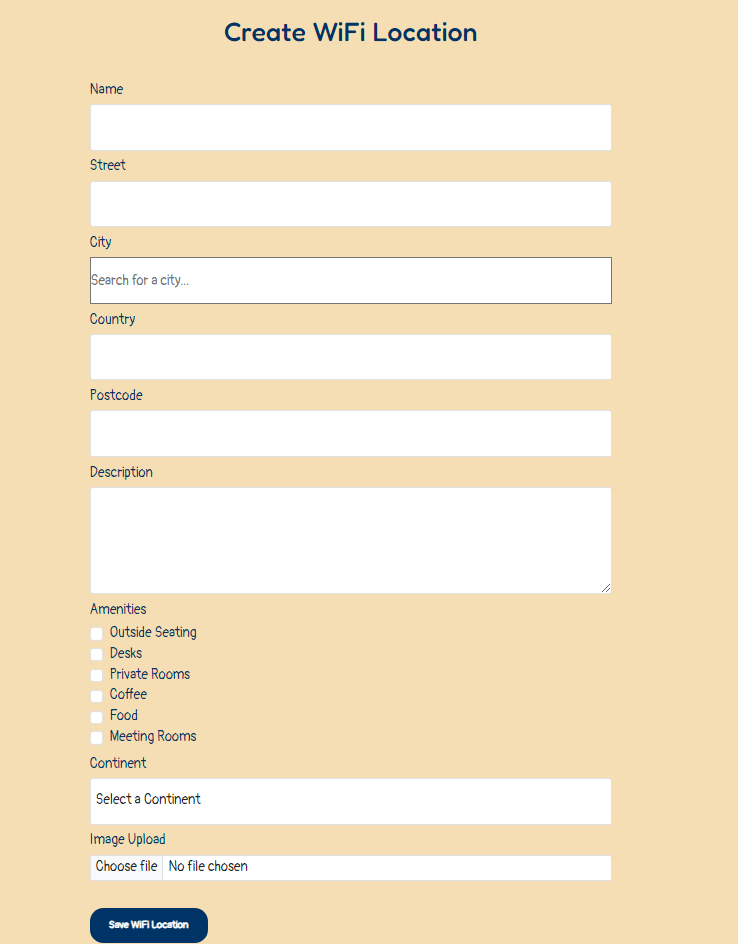 Create WiFi Location
Name
Street
City
Search for a city...
Country
Postcode
Description
Amenities
Outside Seating
Desks
Private Rooms
Coffee
Food
Meeting Rooms
Continent
Select a Continent
Image Upload
Choose file No file chosen
Save WiFi Location